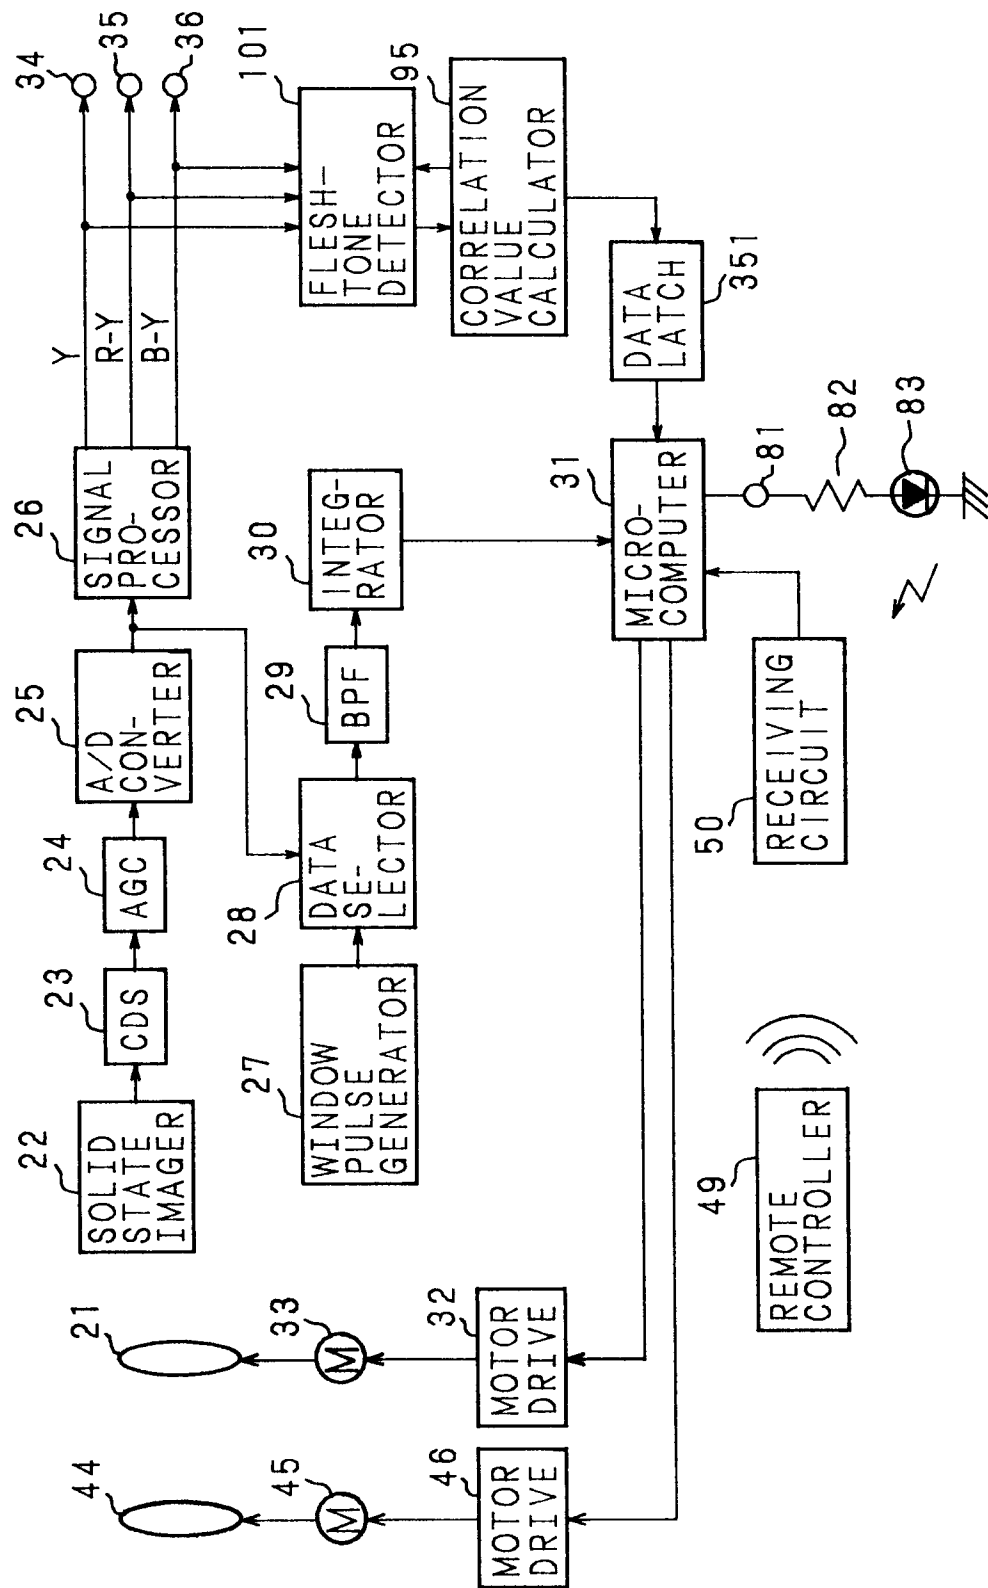 44
21
22
SOLID
STATE
IMAGER
23
CDS
24
AGC
25
A/D
CON-
VERTER
26
SIGNAL
PRO-
CESSOR
Y
R-Y
B-Y
34
35
36
45
M
33
M
27
WINDOW
PULSE
GENERATOR
28
DATA
SE-
LECTOR
29
BPF
30
INTEG-
RATOR
101
FLESH-
TONE
DETECTOR
95
CORRELATION
VALUE
CALCULATOR
46
MOTOR
DRIVE
32
MOTOR
DRIVE
31
MICRO-
COMPUTER
DATA
LATCH
351
49
REMOTE
CONTROLLER
50
RECEIVING
CIRCUIT
81
82
83